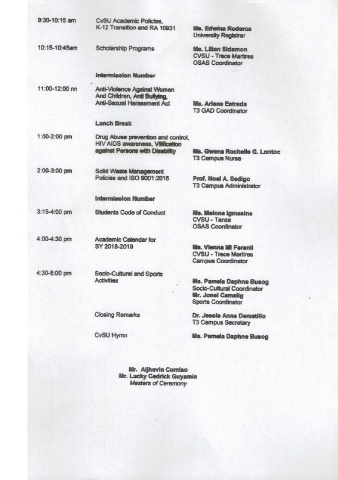 9:30-10:15 am CvSU Academic Policies,
K-12 Transition and RA 10931 Ms. Edwina Roderos
University Registrar
10:15-10:45am Scholarship Programs Ms. Lilian Sidamon
CVSU - Trece Martires
OSAS Coordinator
Intermission Number
11:00-12:00 nn Anti-Violence Against Women
And Children, Anti Bullying,
Anti-Sexual Harassment Act Ms. Arlene Estrada
T3 GAD Coordinator
Lunch Break
1:00-2:00 pm Drug Abuse prevention and control,
HIV AIDS awareness, Vilification
against Persons with Disability Ms. Gwena Rochelle G. Lontoc
T3 Campus Nurse
2:00-3:00 pm Solid Waste Management Prof. Noel A. Sedigo
Policies and ISO 9001:2015 T3 Campus Administrator
Intermission Number
3:15-4:00 pm Students Code of Conduct Ms. Melone
CVSU - Tanza
OSAS Coordinator
4:00-4:30 pm Academic Calendar for Ms. Vienna Mi Feranil
SY 2018-2019 CVSU - Trece Martires
Campus Coordinator
4:30-5:00 pm Socio-Cultural and Sports Ms. Pamela Daphne Busog
Activities Socio-Cultural Coordinator
Mr. Jonel Camelig
Sports Coordinator
Closing Remarks Dr. Jessie Anne Demetillo
T3 Campus Secretary
CvSU Hymn Ms. Pamela Daphne Busog
Mr. Comiso
Mr. Lucky Cedrick Guyamin
Masters of Ceremony